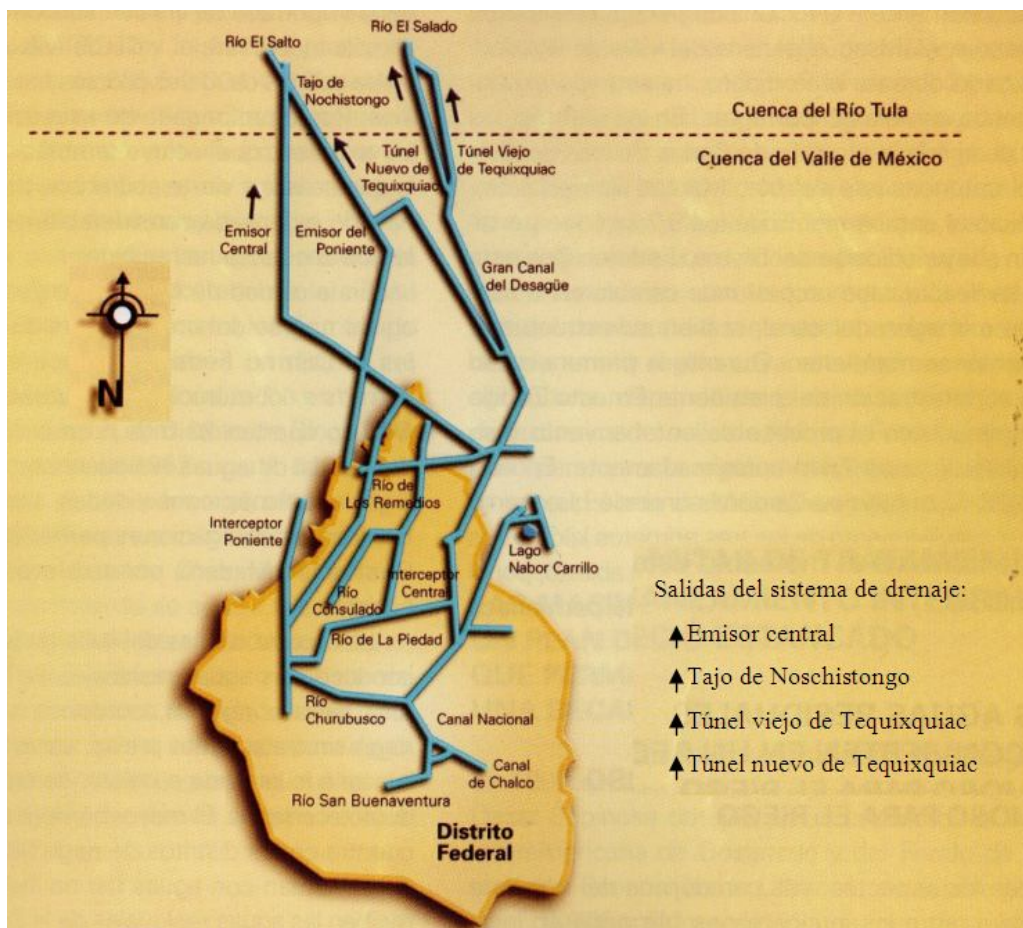 Río El Salto
Río El Salado
Tajo de
Nochistongo
Cuenca del Río Tula
Túnel
Nuevo de
Tequixquiac
Túnel Viejo
de Tequixquiac
Cuenca del Valle de México
Emisor
Central
Emisor del
Poniente
Gran Canal
del Desagüe
N
Río de
Los Remedios
Interceptor
Poniente
Lago
Nabor Carrillo
Río
Consulado
Interceptor
Central
Río de La Piedad
Salidas del sistema de drenaje:
Emisor central
Tajo de Noschistongo
Túnel viejo de Tequixquiac
Túnel nuevo de Tequixquiac
Río
Churubusco
Canal Nacional
Canal
de Chalco
Río San Buenaventura
Distrito
Federal